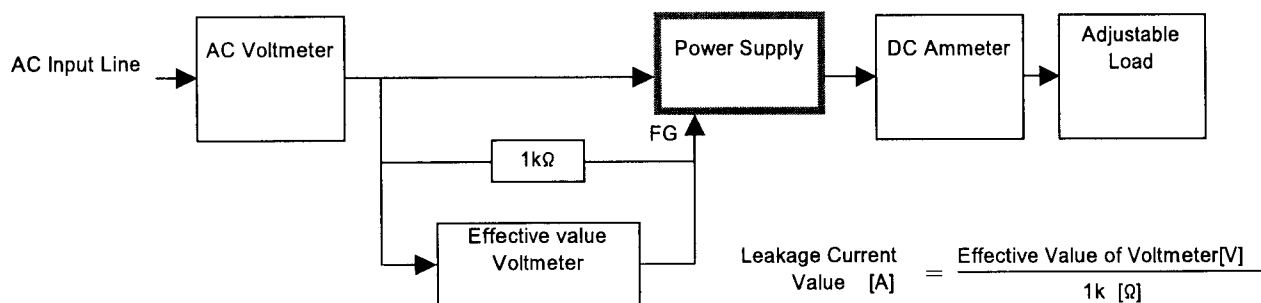 AC Input Line
AC Voltmeter
Power Supply
DC Ammeter
Adjustable
Load
FG
1kΩ
Effective value
Voltmeter
Leakage Current
Value [A]
= Effective Value of Voltmeter[V]
1k [Ω]